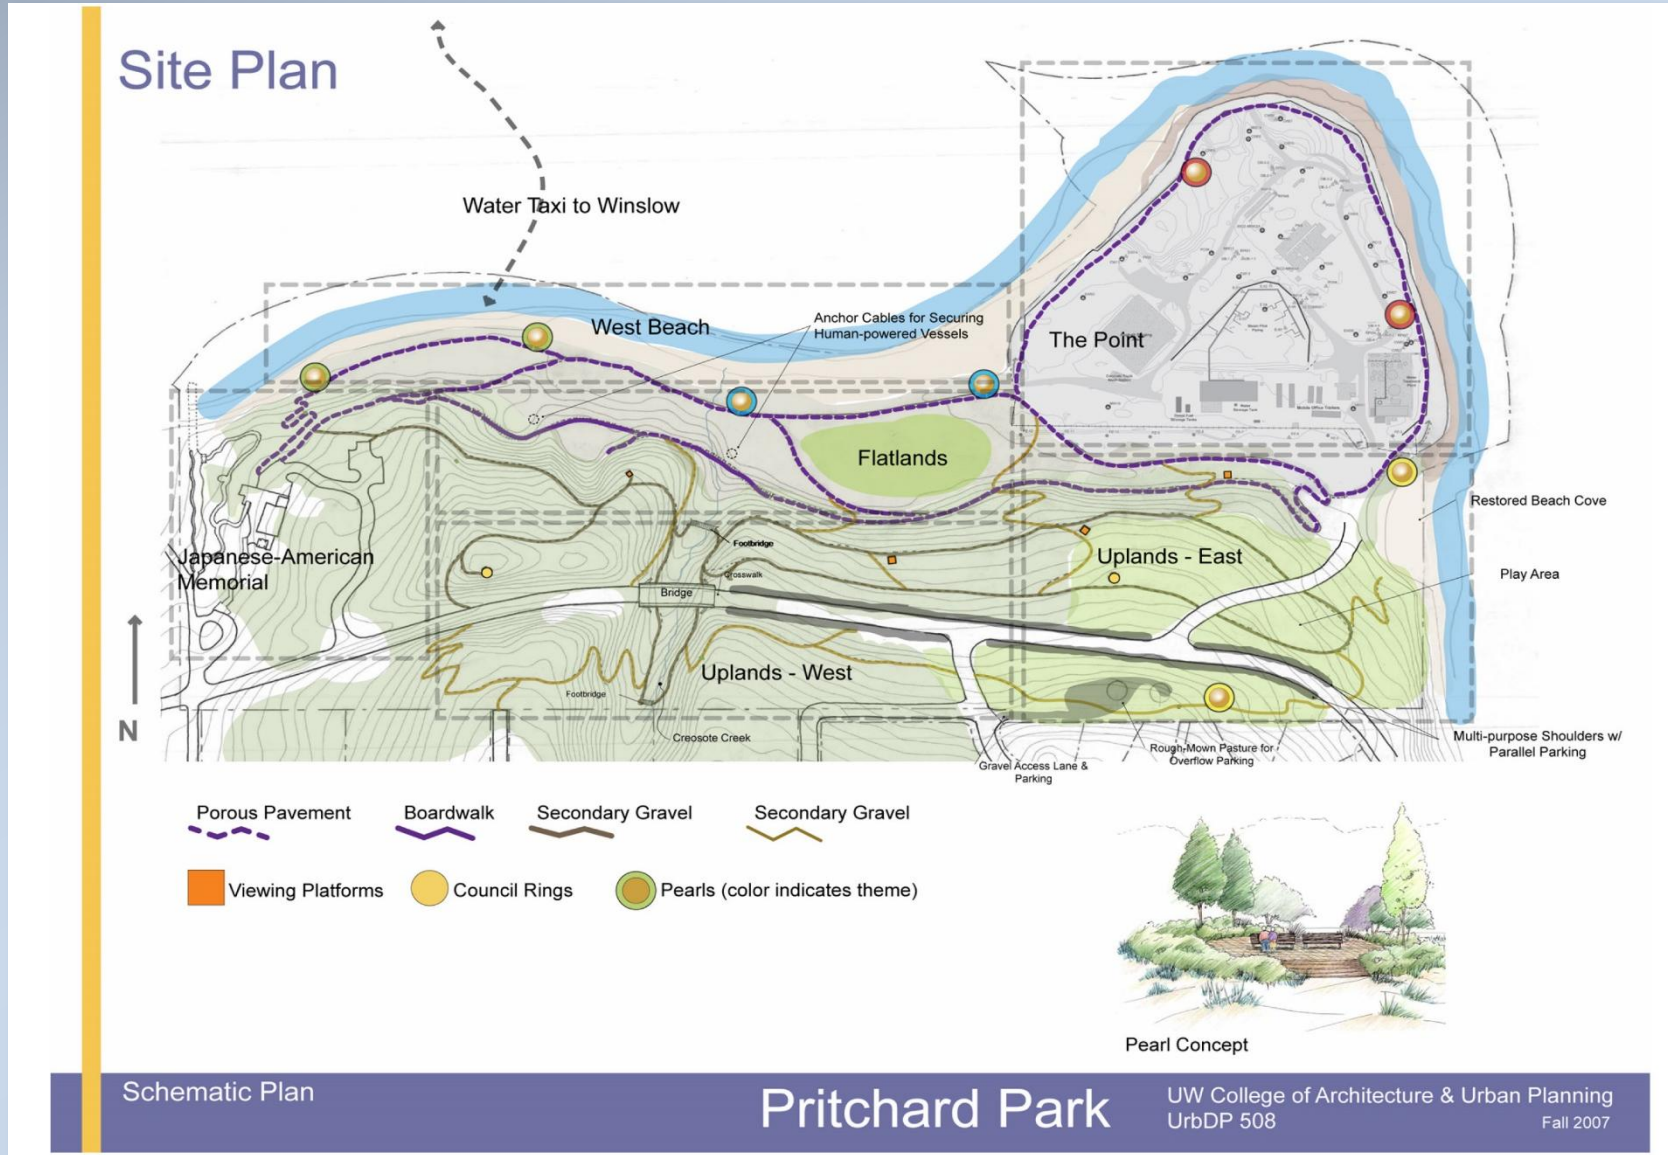 Site Plan
Water Taxi to Winslow
West Beach
Anchor Cables for Securing
Human-powered Vessels
The Point
Flatlands
Restored Beach Cove
Japanese-American
Memorial
Footbridge
Crosswalk
Bridge
Uplands - East
Play Area
Uplands - West
Footbridge
Creosote Creek
N
Gravel Access Lane &
Parking
Rough-Mown Pasture for
Overflow Parking
Multi-purpose Shoulders w/
Parallel Parking
Porous Pavement
Boardwalk
Secondary Gravel
Secondary Gravel
Viewing Platforms
Council Rings
Pearls (color indicates theme)
Pearl Concept
Schematic Plan
Pritchard Park
UW College of Architecture & Urban Planning
UrbDP 508
Fall 2007